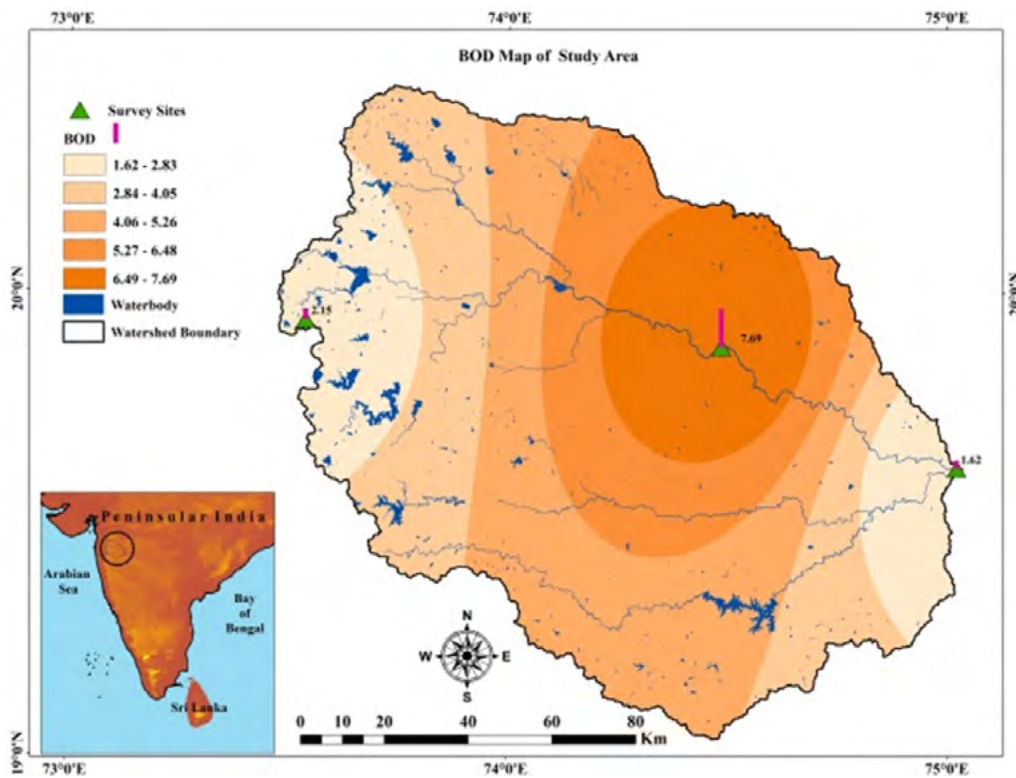 73°0'E
74°0'E
75°0'E
BOD Map of Study Area
Survey Sites
BOD
1.62 - 2.83
2.84 - 4.05
4.06 - 5.26
5.27 - 6.48
6.49 - 7.69
Waterbody
Watershed Boundary
20°0'N
20°0'N
2.15
7.69
1.62
Peninsular India
Arabian
Sea
Bay
of
Bengal
Sri Lanka
N
W
E
S
0 10 20 40 60 80
Km
19°0'N
19°0'N
73°0'E
74°0'E
75°0'E